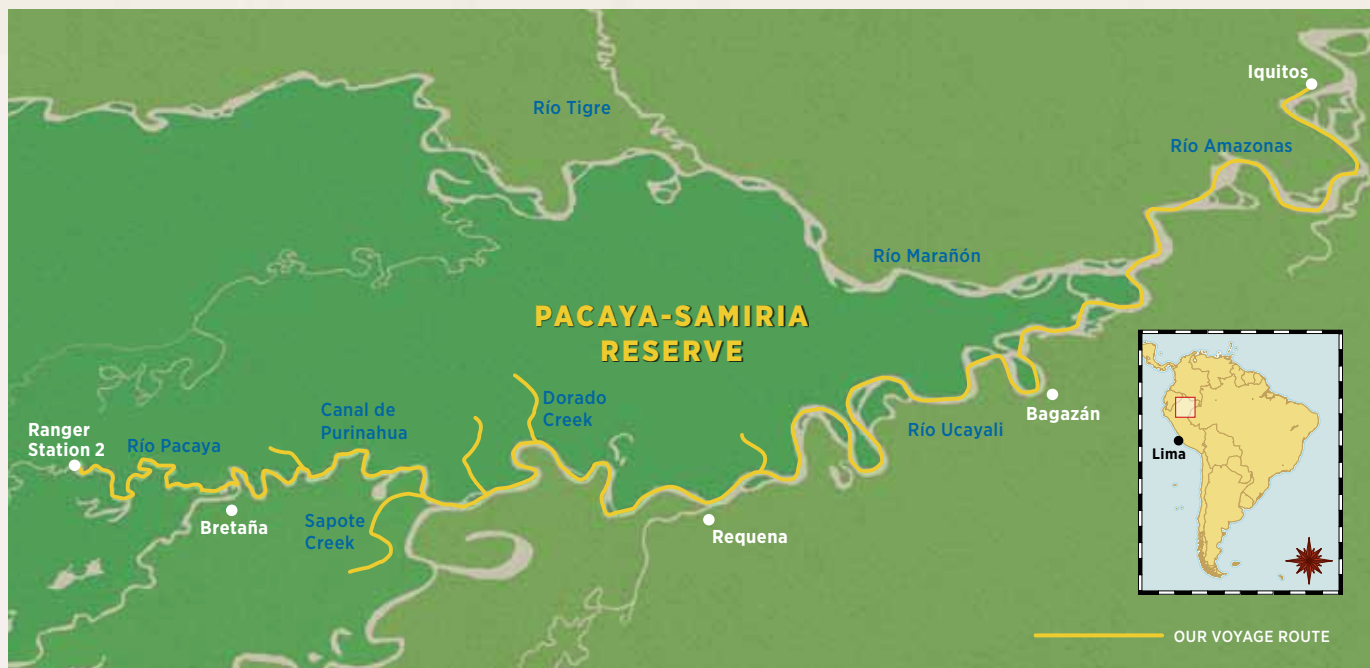 Iquitos
Río Tigre
Río Amazonas
Río Marañón
PACAYA-SAMIRIA
RESERVE
Dorado
Creek
Canal de
Purinahua
Ranger
Station 2
Río Pacaya
Bagazán
Río Ucayali
Lima
Bretaña
Sapote
Creek
Requena
OUR VOYAGE ROUTE